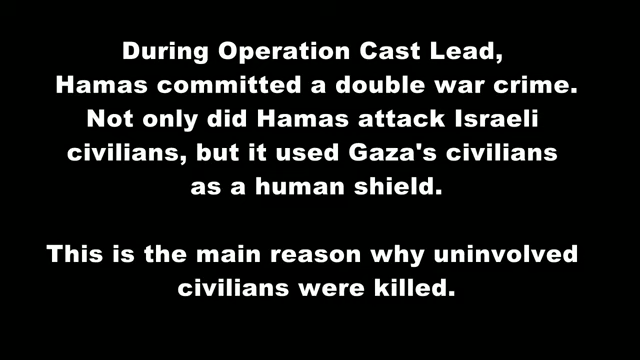 During Operation Cast Lead,
Hamas committed a double war crime.
Not only did Hamas attack Israeli
civilians, but it used Gaza's civilians
as a human shield.
This is the main reason why uninvolved
civilians were killed.